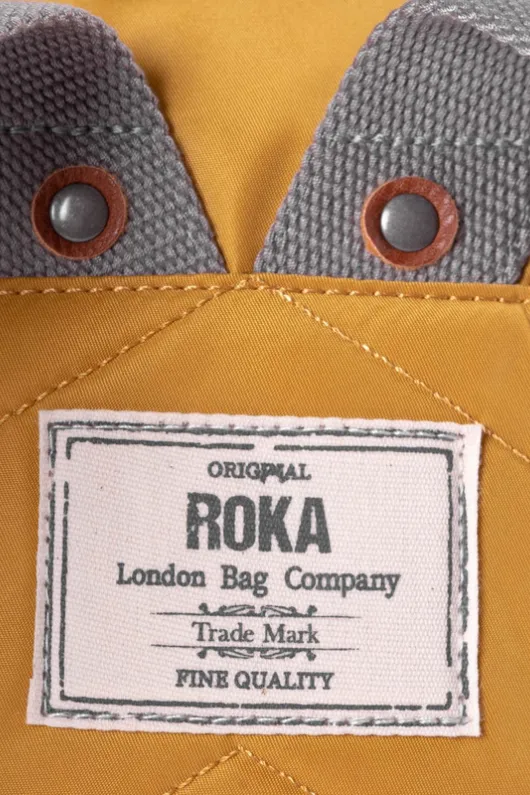 ORIGINAL
ROKA
London Bag Company
Trade Mark
FINE QUALITY